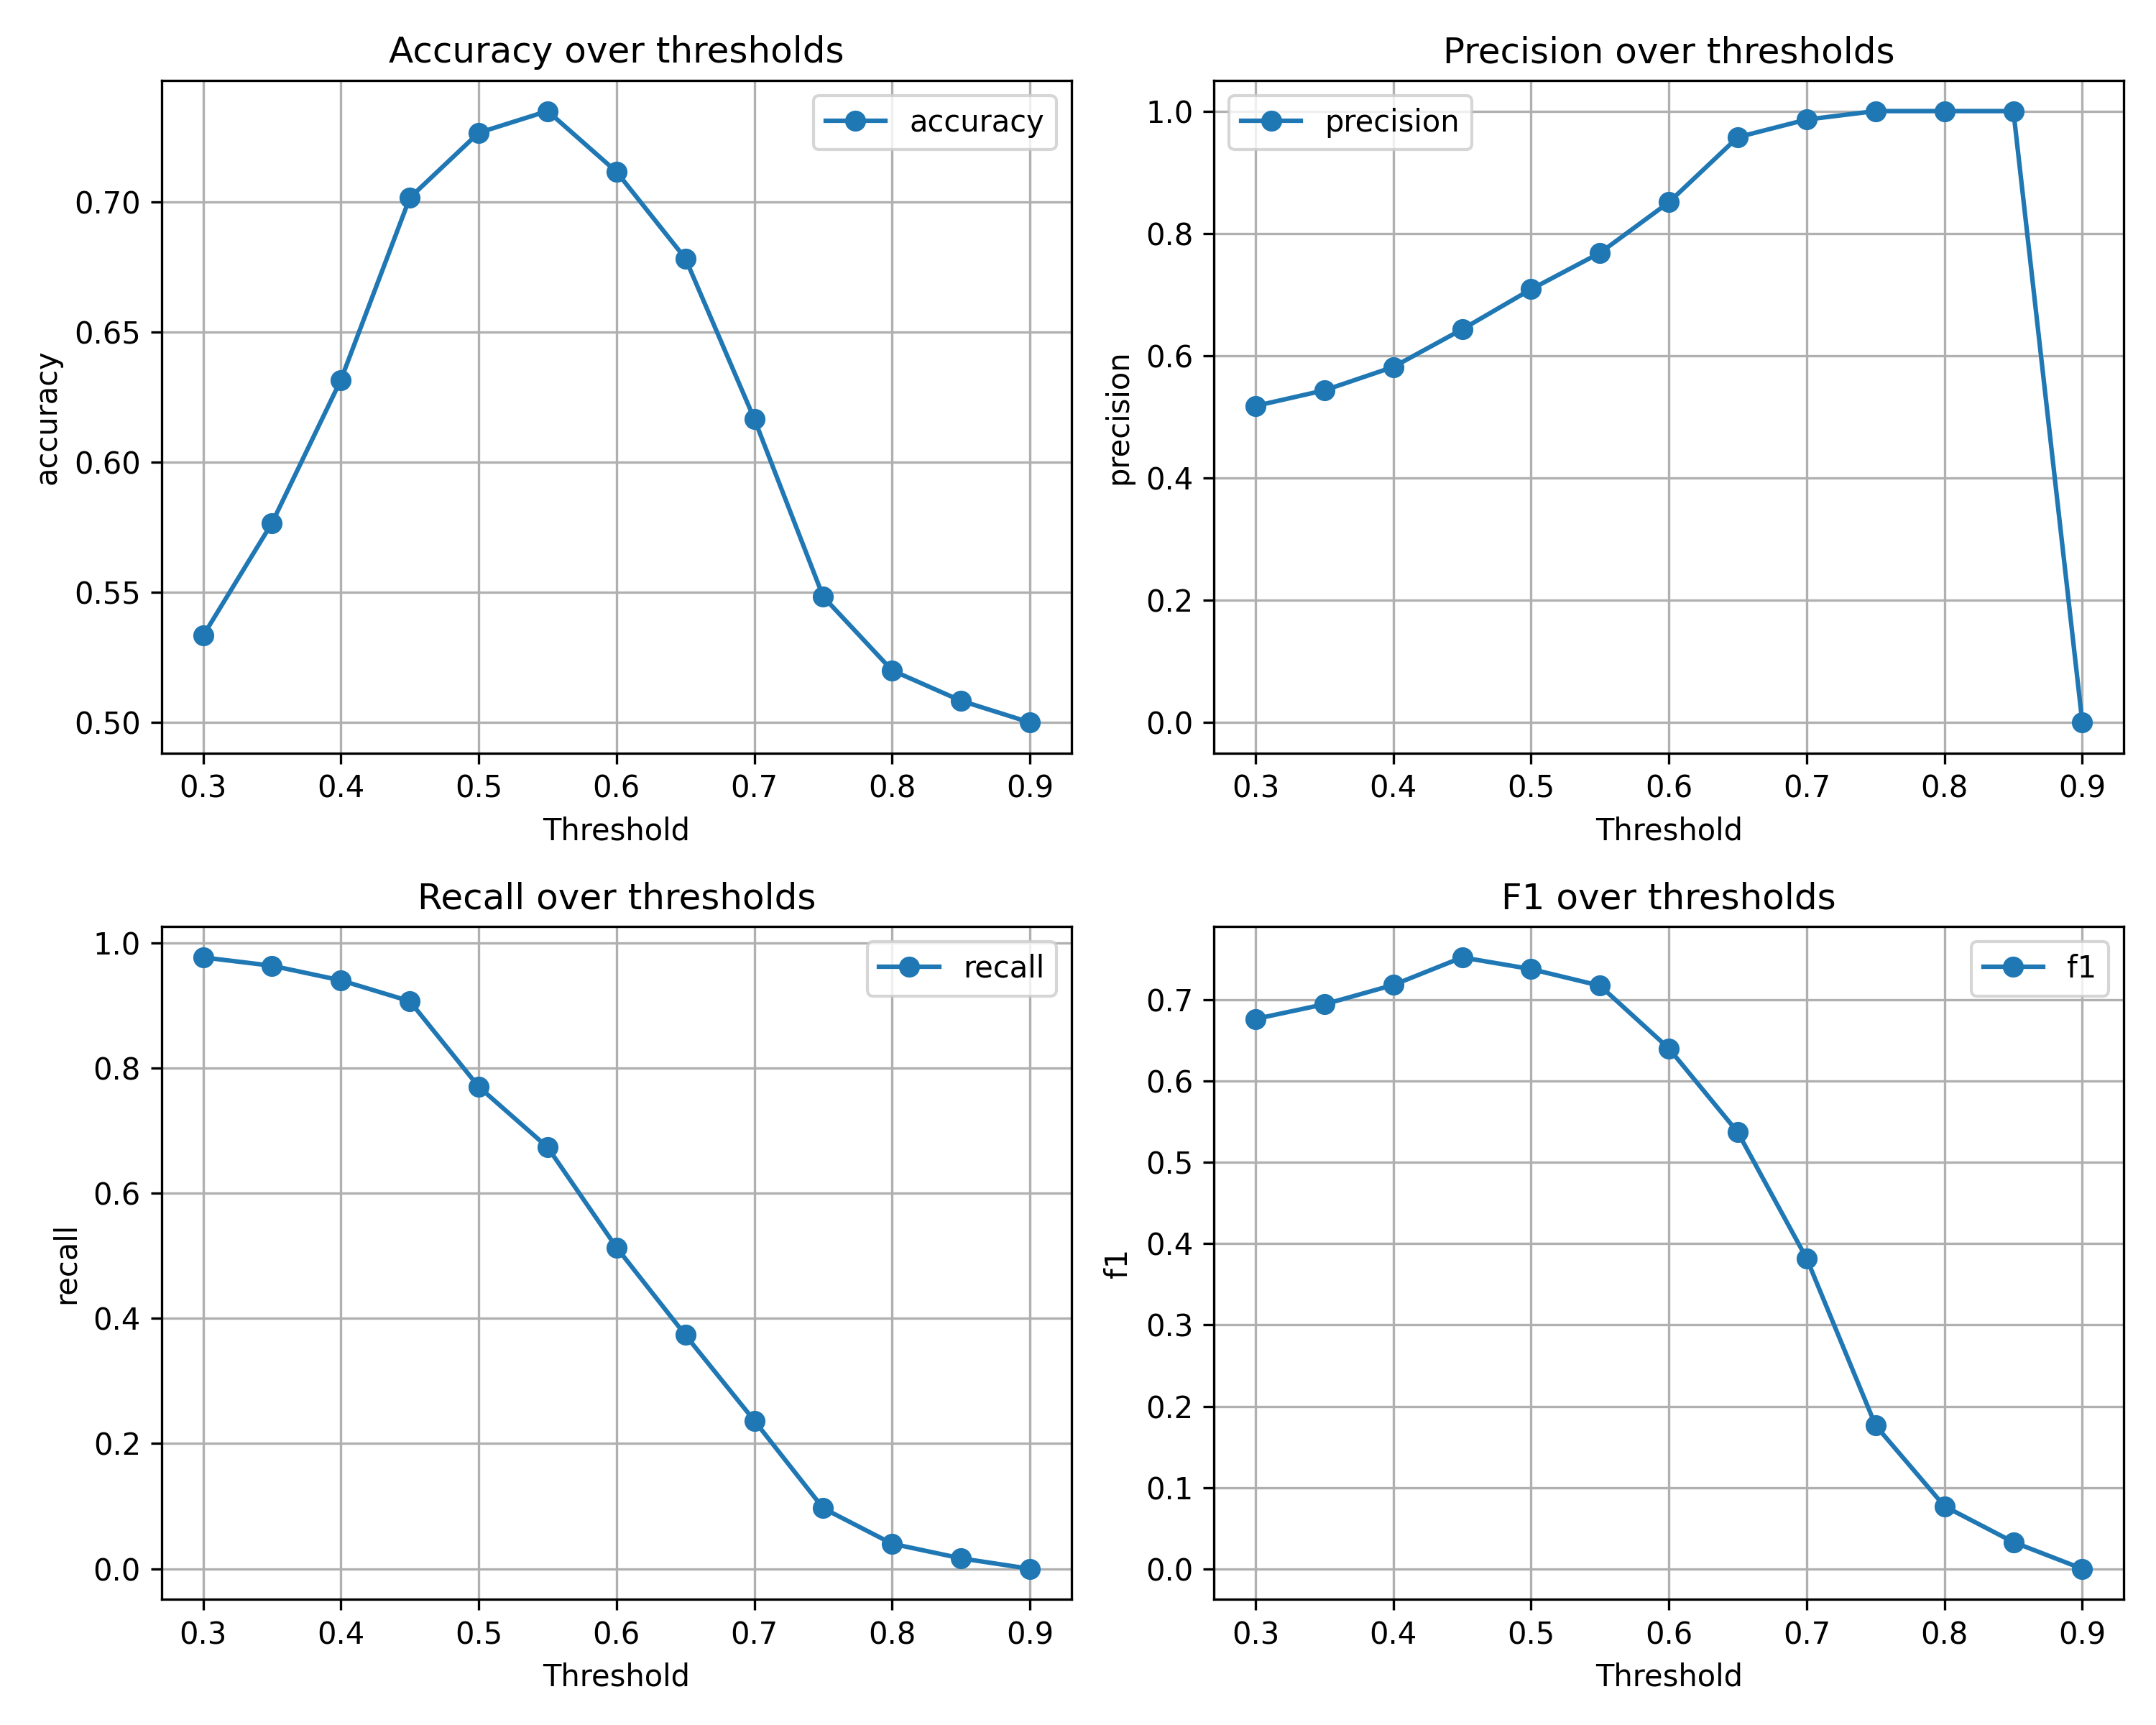 Accuracy over thresholds
accuracy
accuracy
0.70
0.65
0.60
0.55
0.50
0.3 0.4 0.5 0.6 0.7 0.8 0.9
Threshold
Precision over thresholds
precision
precision
1.0
0.8
0.6
0.4
0.2
0.0
0.3 0.4 0.5 0.6 0.7 0.8 0.9
Threshold
Recall over thresholds
recall
recall
1.0
0.8
0.6
0.4
0.2
0.0
0.3 0.4 0.5 0.6 0.7 0.8 0.9
Threshold
F1 over thresholds
f1
f1
0.7
0.6
0.5
0.4
0.3
0.2
0.1
0.0
0.3 0.4 0.5 0.6 0.7 0.8 0.9
Threshold